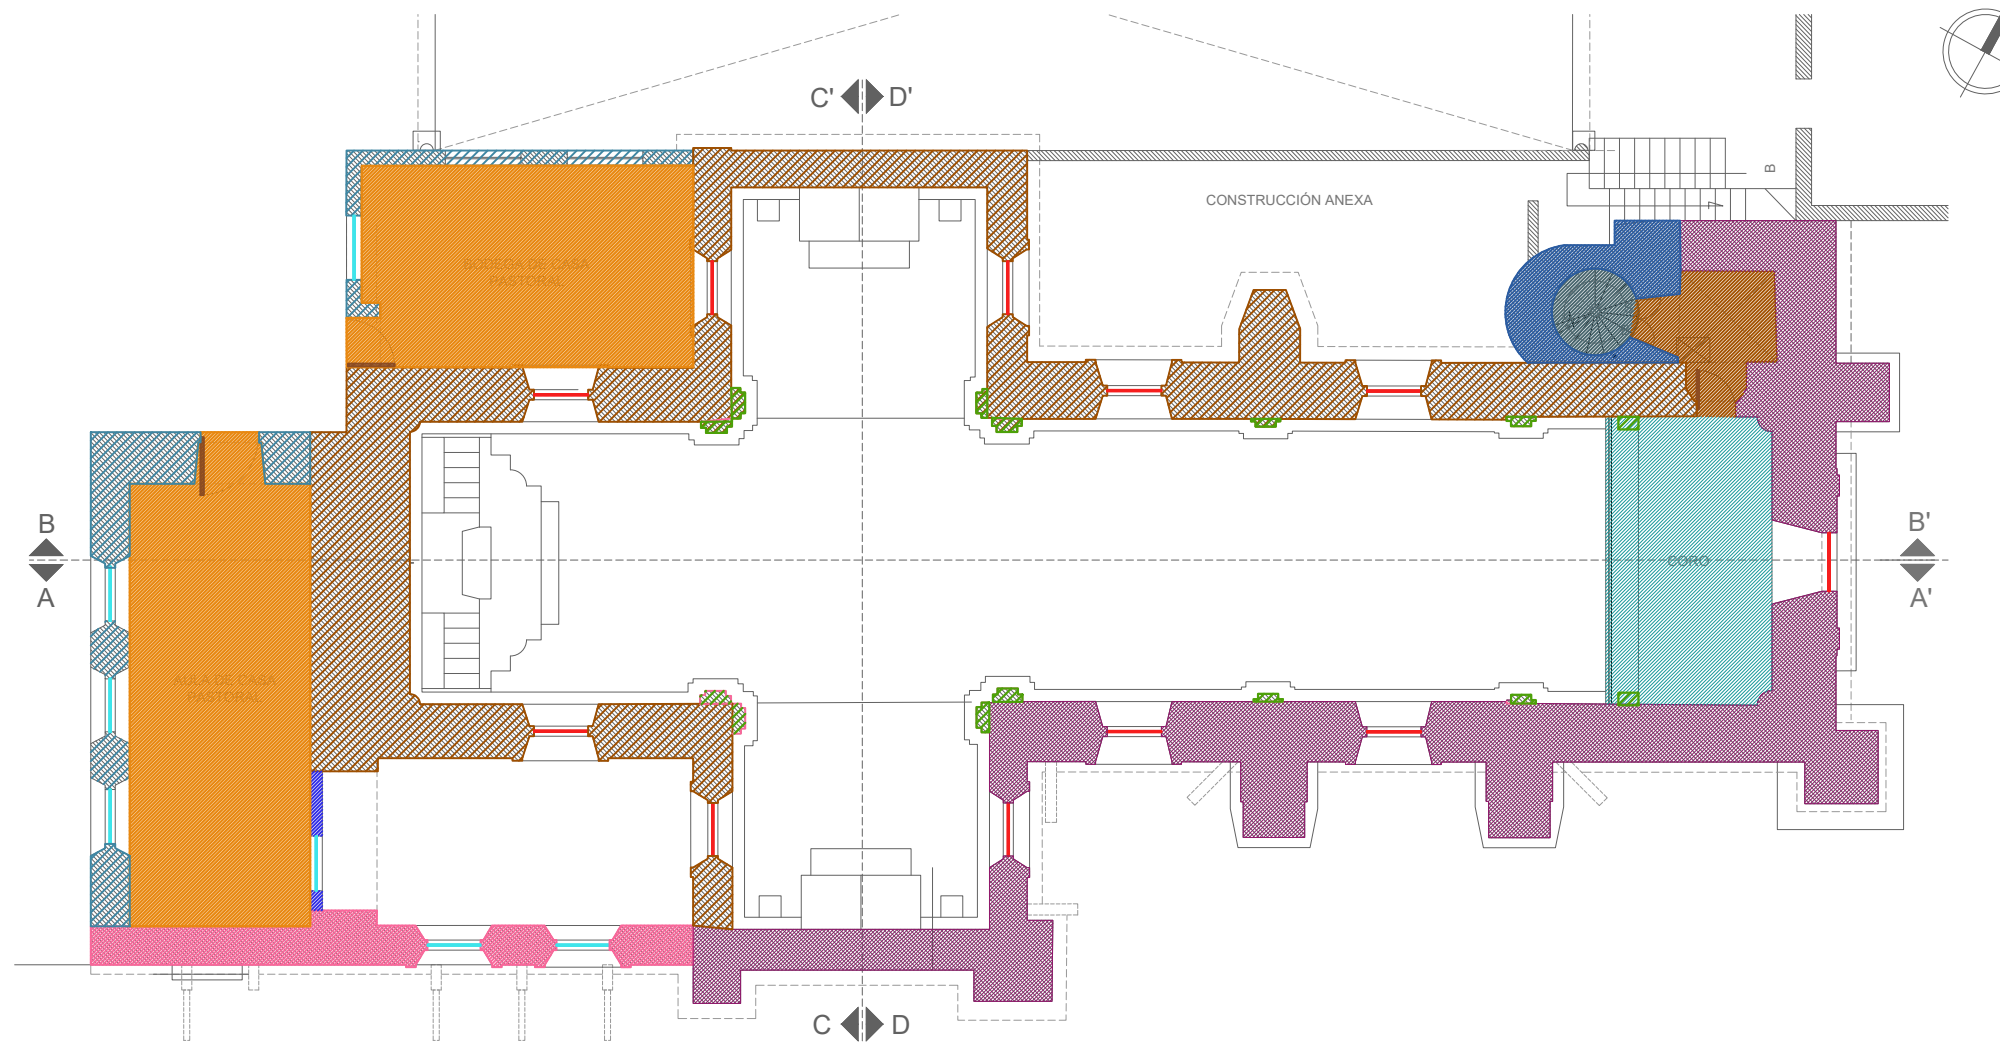 C' D'
B
CONSTRUCCIÓN ANEXA
BODEGA DE CASA
PASTORAL
B
B'
CORO
A
A'
AULA DE CASA
PASTORAL
C D